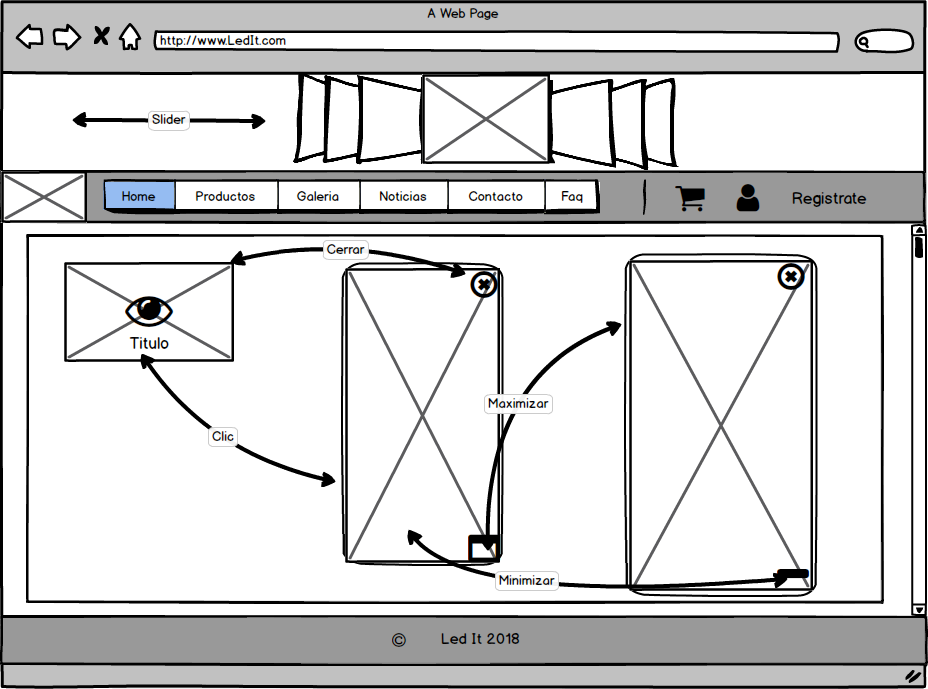 A Web Page
http://www.LedIt.com
Slider
Home Productos Galeria Noticias Contacto Faq Registrate
Cerrar
Titulo
Maximizar
Clic
Minimizar
© Led It 2018